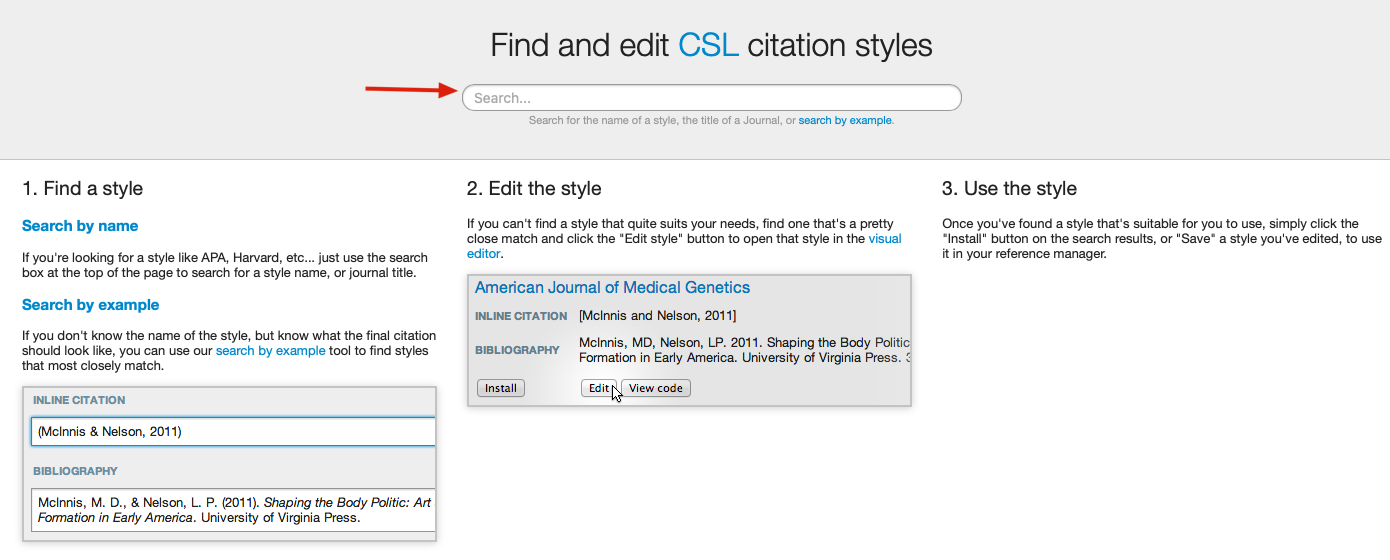 Find and edit CSL citation styles
Search...
Search for the name of a style, the title of a Journal, or search by example.
1. Find a style
Search by name
If you're looking for a style like APA, Harvard, etc... just use the search
box at the top of the page to search for a style name, or journal title.
Search by example
If you don't know the name of the style, but know what the final citation
should look like, you can use our search by example tool to find styles
that most closely match.
INLINE CITATION
(McInnis & Nelson, 2011)
BIBLIOGRAPHY
McInnis, M. D., & Nelson, L. P. (2011). Shaping the Body Politic: Art
Formation in Early America. University of Virginia Press.
2. Edit the style
If you can't find a style that quite suits your needs, find one that's a pretty
close match and click the "Edit style" button to open that style in the visual
editor.
American Journal of Medical Genetics
INLINE CITATION [McInnis and Nelson, 2011]
BIBLIOGRAPHY McInnis, MD, Nelson, LP. 2011. Shaping the Body Politic
Formation in Early America. University of Virginia Press. 3
Install Edit View code
3. Use the style
Once you've found a style that's suitable for you to use, simply click the
"Install" button on the search results, or "Save" a style you've edited, to use
it in your reference manager.